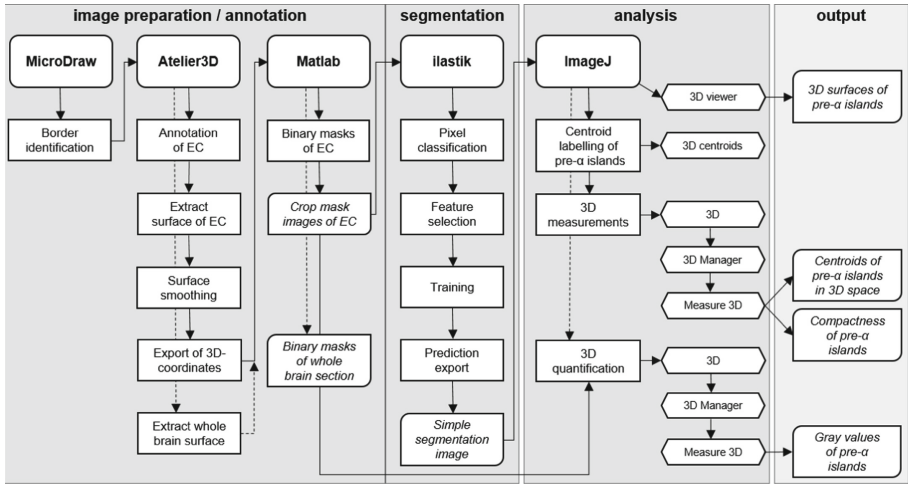 image preparation / annotation
segmentation
analysis
output
MicroDraw
Atelier3D
Matlab
ilastik
ImageJ
3D viewer
3D surfaces of
pre-α islands
Border
identification
Annotation
of EC
Binary masks
of EC
Pixel
classification
Centroid
labelling of
pre-α islands
3D centroids
Extract
surface of EC
Crop mask
images of EC
Feature
selection
3D
measurements
3D
3D Manager
Measure 3D
Centroids of
pre-α islands
in 3D space
Compactness
of pre-α
islands
Surface
smoothing
Training
Export of 3D-
coordinates
Binary masks
of whole
brain section
Prediction
export
3D
quantification
3D
3D Manager
Measure 3D
Gray values
of pre-α
islands
Extract whole
brain surface
Simple
segmentation
image